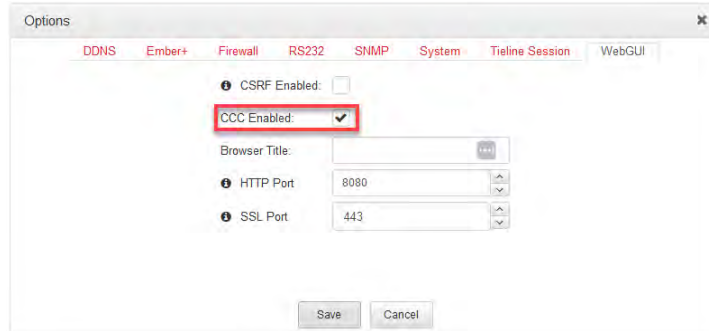 Options
DDNS Ember+ Firewall RS232 SNMP System Tieline Session WebGUI
CSRF Enabled:
CCC Enabled:
Browser Title:
HTTP Port 8080
SSL Port 443
Save Cancel